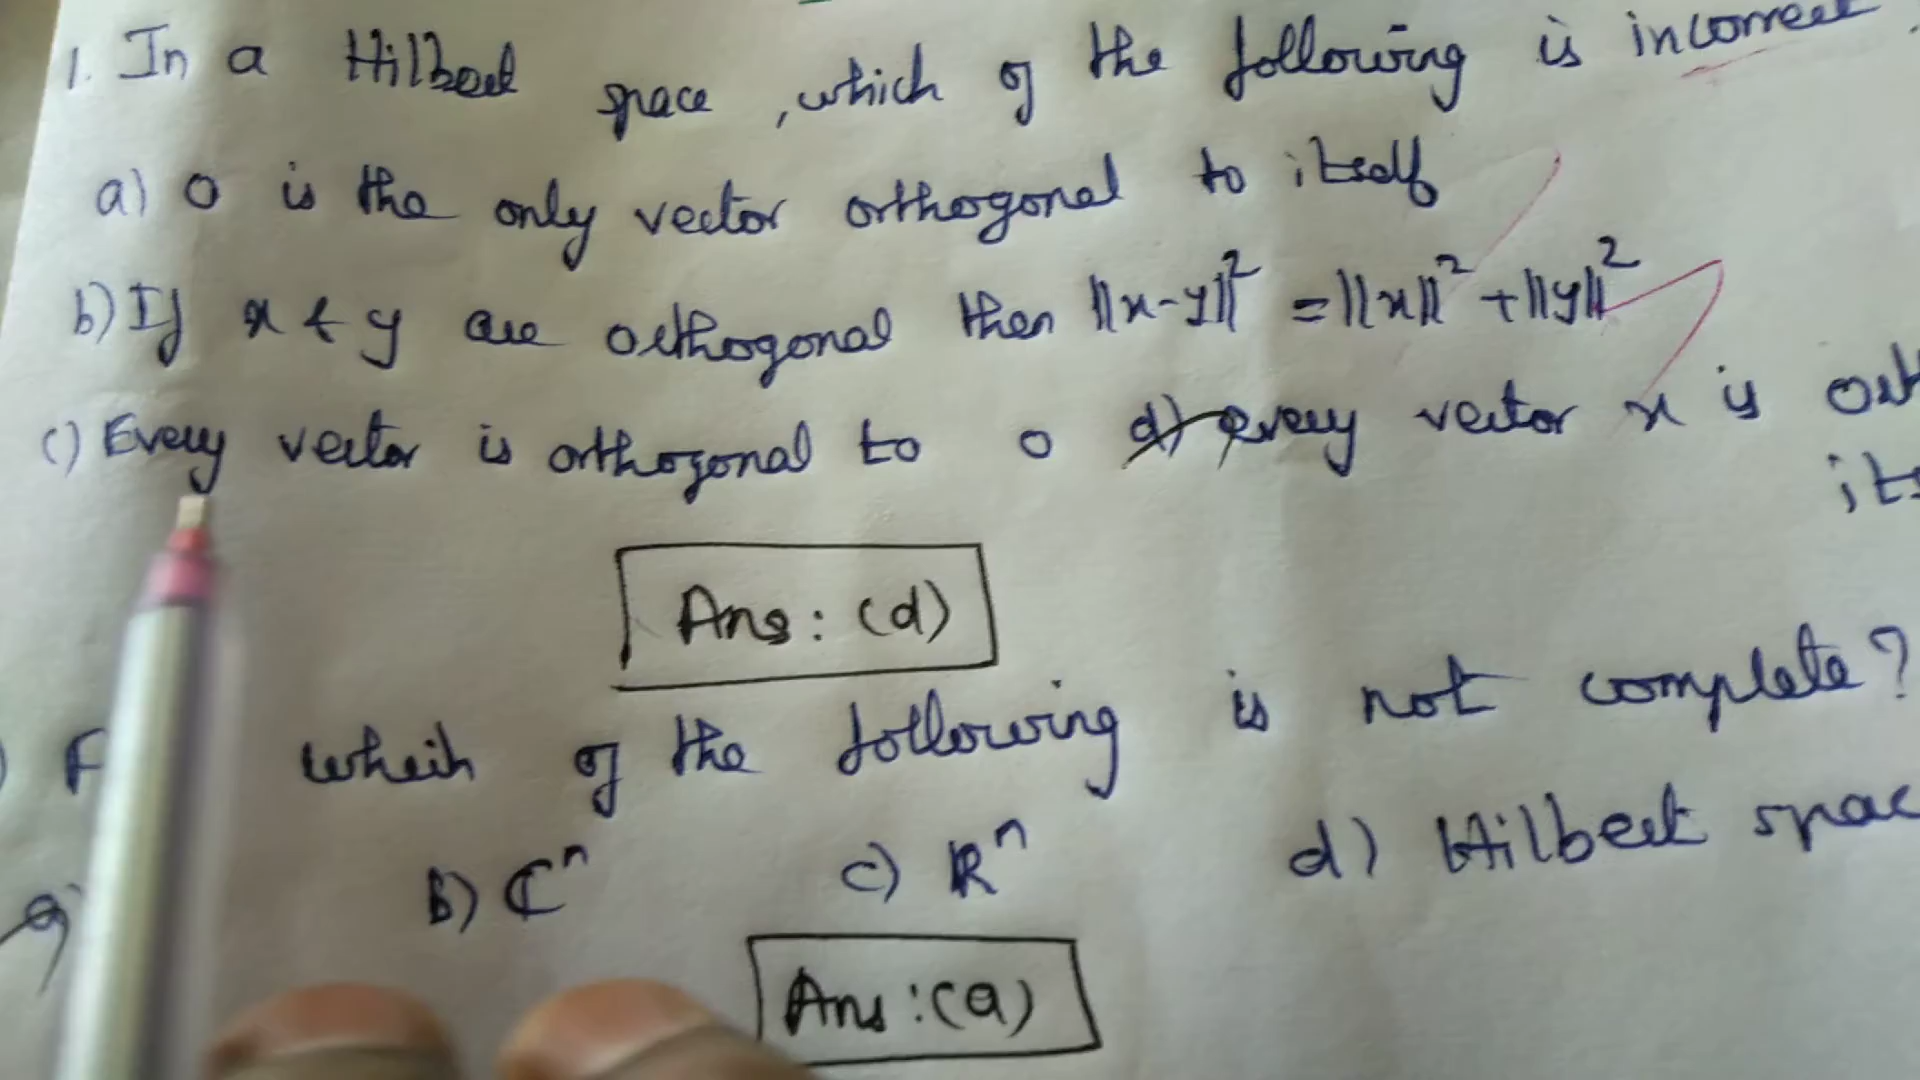 1. In a Hilbert space, which of the following is incorrect.
a) 0 is the only vector orthogonal to itself
b) If x & y are orthogonal then ||x-y||² = ||x||² + ||y||²
c) Every vector is orthogonal to 0 d) every vector x is
Ans: (d)
which of the following is not complete?
b) ℂⁿ c) ℝⁿ d) Hilbert
Ans: (a)